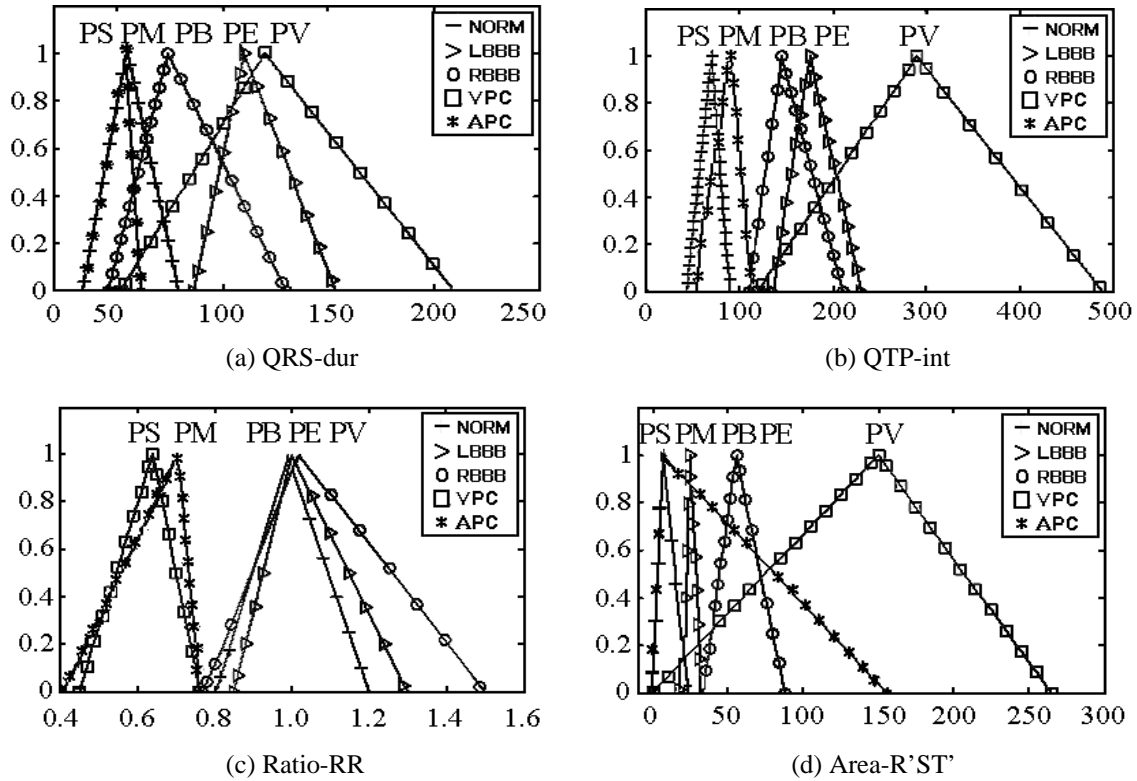 PS PM PB PE PV
NORM
LBBB
RBBB
VPC
APC
1
0.8
0.6
0.4
0.2
0
0 50 100 150 200 250
(a) QRS-dur
PS PM PB PE PV
NORM
LBBB
RBBB
VPC
APC
1
0.8
0.6
0.4
0.2
0
0 100 200 300 400 500
(b) QTP-int
PS PM PB PE PV
NORM
LBBB
RBBB
VPC
APC
1
0.8
0.6
0.4
0.2
0
0.4 0.6 0.8 1.0 1.2 1.4 1.6
(c) Ratio-RR
PS PM PB PE PV
NORM
LBBB
RBBB
VPC
APC
1
0.8
0.6
0.4
0.2
0
0 50 100 150 200 250 300
(d) Area-R’ST’